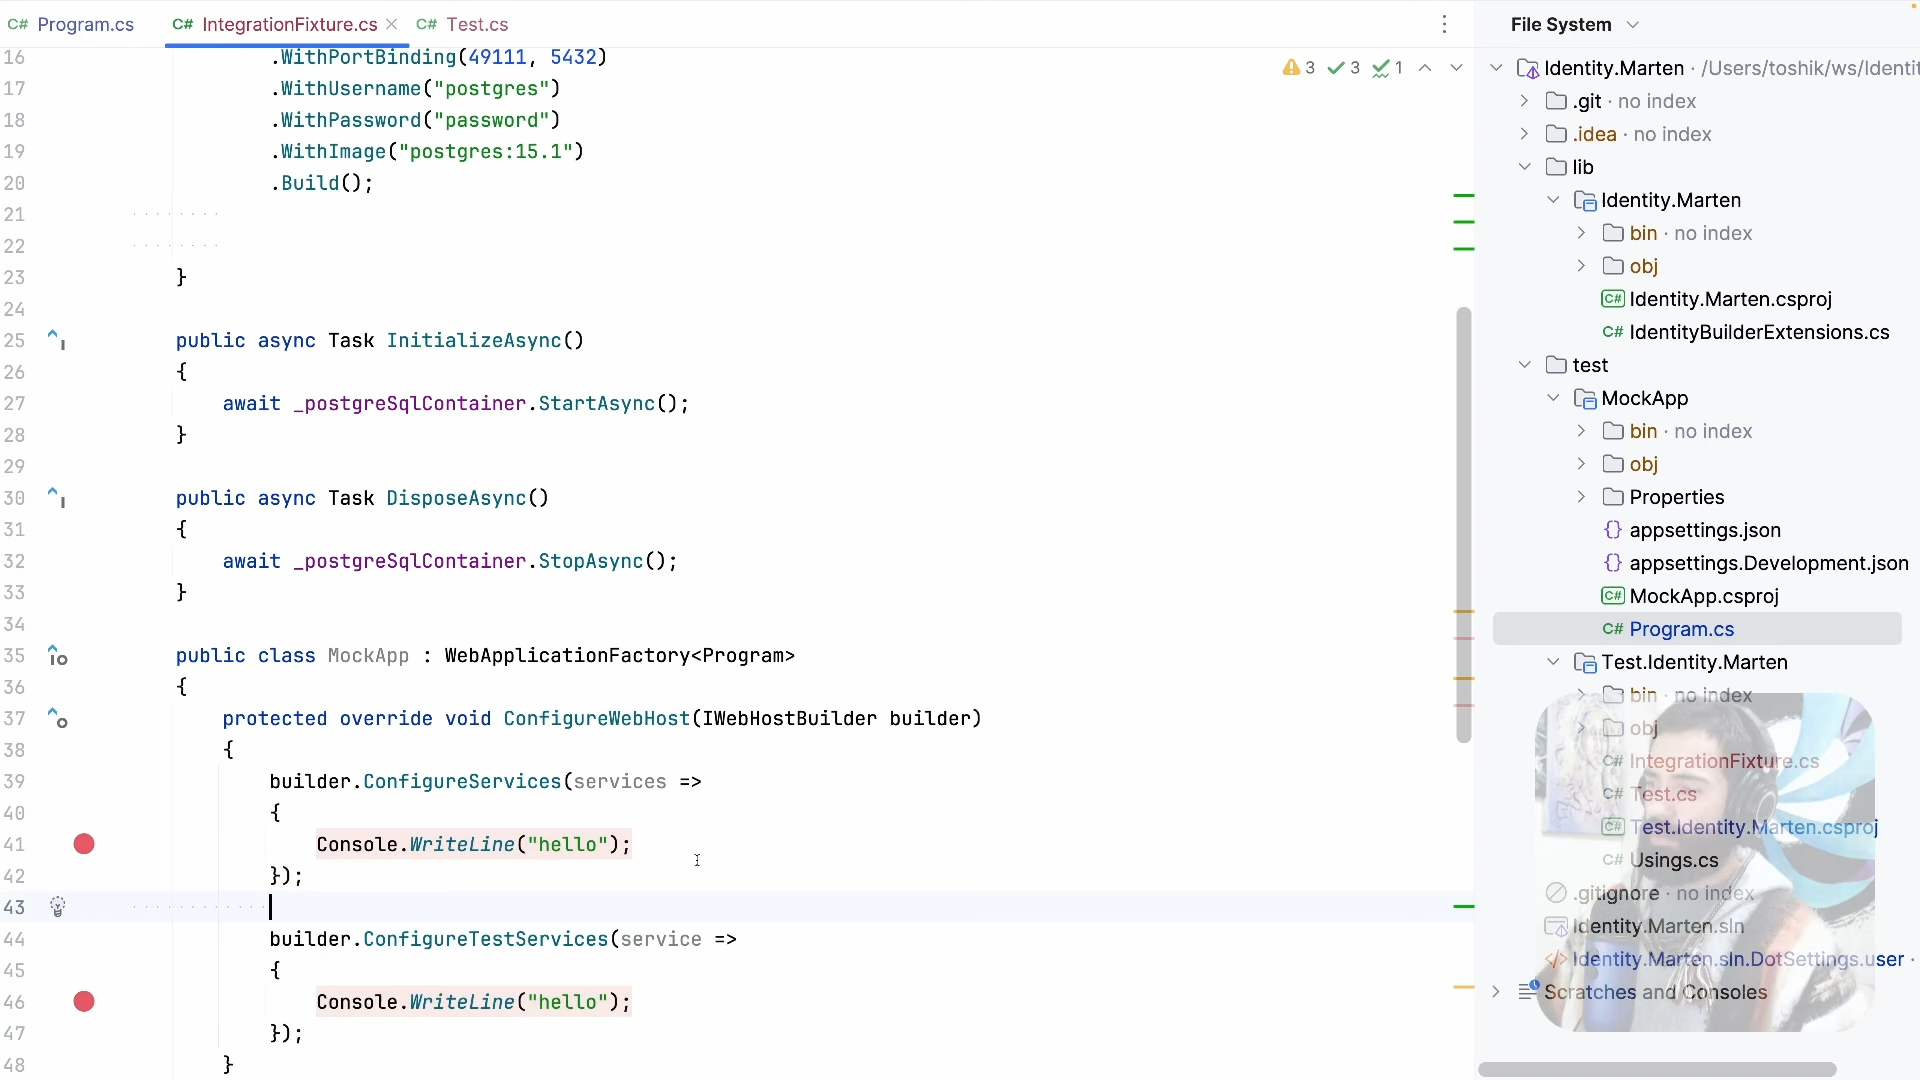 C# Program.cs
C# IntegrationFixture.cs
C# Test.cs
16 .WithPortBinding(49111, 5432)
17 .WithUsername("postgres")
18 .WithPassword("password")
19 .WithImage("postgres:15.1")
20 .Build();
21
22
23 }
24
25 public async Task InitializeAsync()
26 {
27 await _postgreSqlContainer.StartAsync();
28 }
29
30 public async Task DisposeAsync()
31 {
32 await _postgreSqlContainer.StopAsync();
33 }
34
35 public class MockApp : WebApplicationFactory<Program>
36 {
37 protected override void ConfigureWebHost(IWebHostBuilder builder)
38 {
39 builder.ConfigureServices(services =>
40 {
41 Console.WriteLine("hello");
42 });
43
44 builder.ConfigureTestServices(service =>
45 {
46 Console.WriteLine("hello");
47 });
48 }
3 3 1
File System
Identity.Marten · /Users/toshik/ws/Identit
.git · no index
.idea · no index
lib
Identity.Marten
bin · no index
obj
C# Identity.Marten.csproj
C# IdentityBuilderExtensions.cs
test
MockApp
bin · no index
obj
Properties
{} appsettings.json
{} appsettings.Development.json
C# MockApp.csproj
C# Program.cs
Test.Identity.Marten
bin · no index
obj
C# IntegrationFixture.cs
C# Test.cs
C# Test.Identity.Marten.csproj
C# Usings.cs
.gitignore · no index
Identity.Marten.sln
</> Identity.Marten.sln.DotSettings.user ·
Scratches and Consoles